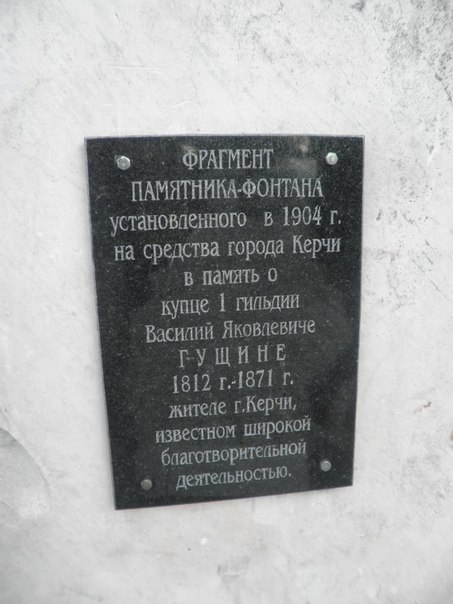 ФРАГМЕНТ
ПАМЯТНИКА-ФОНТАНА
установленного в 1904 г.
на средства города Керчи
в память о
купце 1 гильдии
Василий Яковлевиче
Г-УЩИНЕ
1812 г.-1871 г.
жителе г.Керчи,
известном широкой
благотворительной
деятельностью.